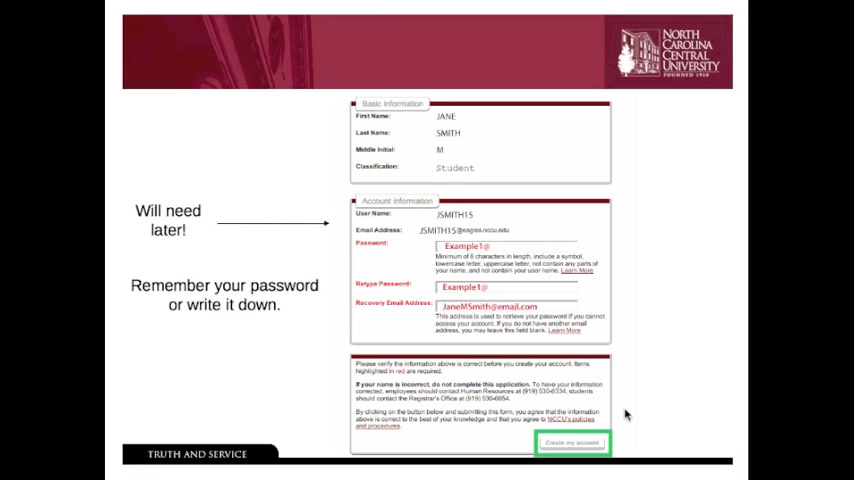 NORTH
CAROLINA
CENTRAL
UNIVERSITY
FOUNDED 1910
Basic information
First Name: JANE
Last Name: SMITH
Middle Initial: M
Classification: Student
Account information
Will need
later!
User Name: JSMITH15
Email Address: JSMITH15@eagles.nccu.edu
Password: Example1@
Minimum of 8 characters in length, include a symbol,
lowercase letter, uppercase letter, not contain any parts of
your name, and not contain your user name. Learn More
Remember your password
or write it down.
Retype Password: Example1@
Recovery Email Address: JaneMSmith@email.com
This address is used to retrieve your password if you cannot
access your account. If you do not have another email
address, you may leave this field blank. Learn More
Please verify the information above is correct before you create your account. Items
highlighted in red are required.
If your name is incorrect, do not complete this application. To have your information
corrected, employees should contact Human Resources at (919) 530-6334, students
should contact the Registrar's Office at (919) 530-6654.
By clicking on the button below and submitting this form, you agree that the information
above is correct to the best of your knowledge and that you agree to NCCU's policies
and procedures.
Create my account
TRUTH AND SERVICE